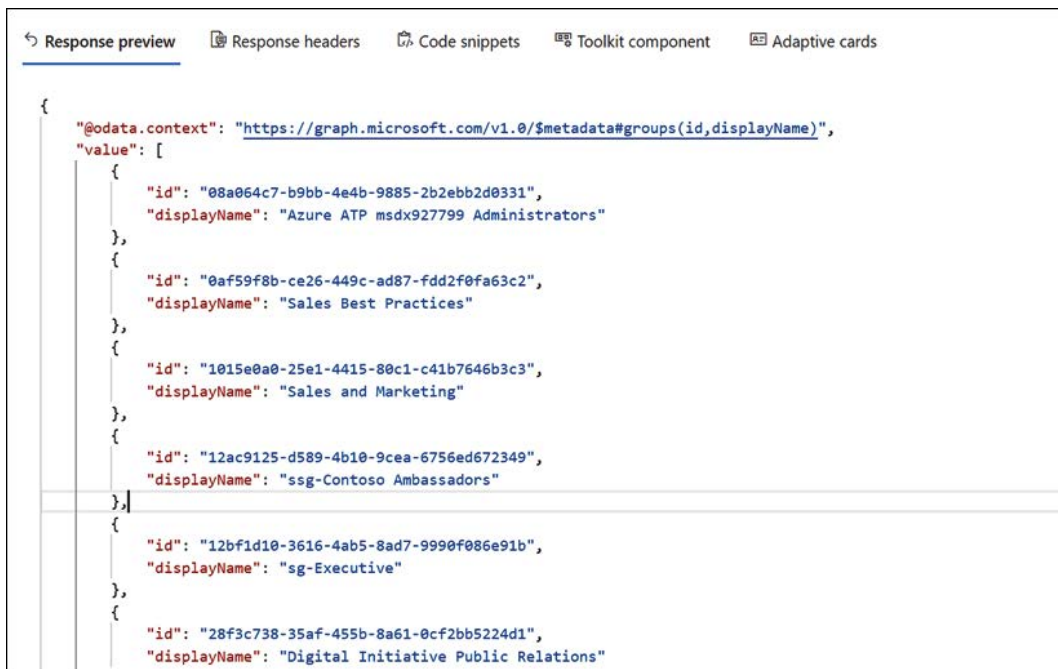 Response preview Response headers Code snippets Toolkit component Adaptive cards
{
"@odata.context": "https://graph.microsoft.com/v1.0/$metadata#groups(id,displayName)",
"value": [
{
"id": "08a064c7-b9bb-4e4b-9885-2b2ebb2d0331",
"displayName": "Azure ATP msdx927799 Administrators"
},
{
"id": "0af59f8b-ce26-449c-ad87-fdd2f0fa63c2",
"displayName": "Sales Best Practices"
},
{
"id": "1015e0a0-25e1-4415-80c1-c41b7646b3c3",
"displayName": "Sales and Marketing"
},
{
"id": "12ac9125-d589-4b10-9cea-6756ed672349",
"displayName": "ssg-Contoso Ambassadors"
},
{
"id": "12bf1d10-3616-4ab5-8ad7-9990f086e91b",
"displayName": "sg-Executive"
},
{
"id": "28f3c738-35af-455b-8a61-0cf2bb5224d1",
"displayName": "Digital Initiative Public Relations"